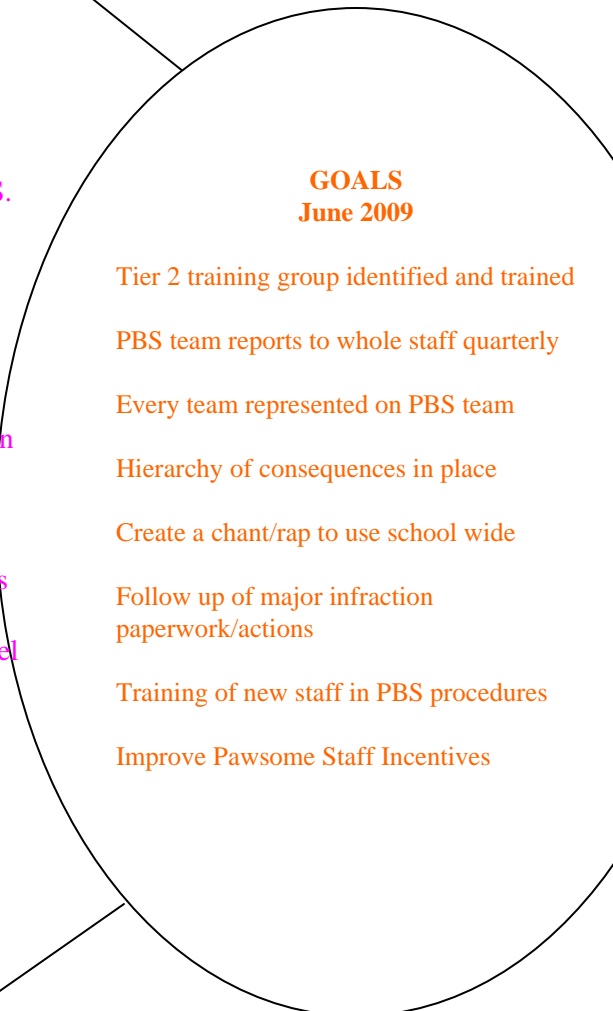 GOALS
June 2009
Tier 2 training group identified and trained
PBS team reports to whole staff quarterly
Every team represented on PBS team
Hierarchy of consequences in place
Create a chant/rap to use school wide
Follow up of major infraction
paperwork/actions
Training of new staff in PBS procedures
Improve Pawsome Staff Incentives